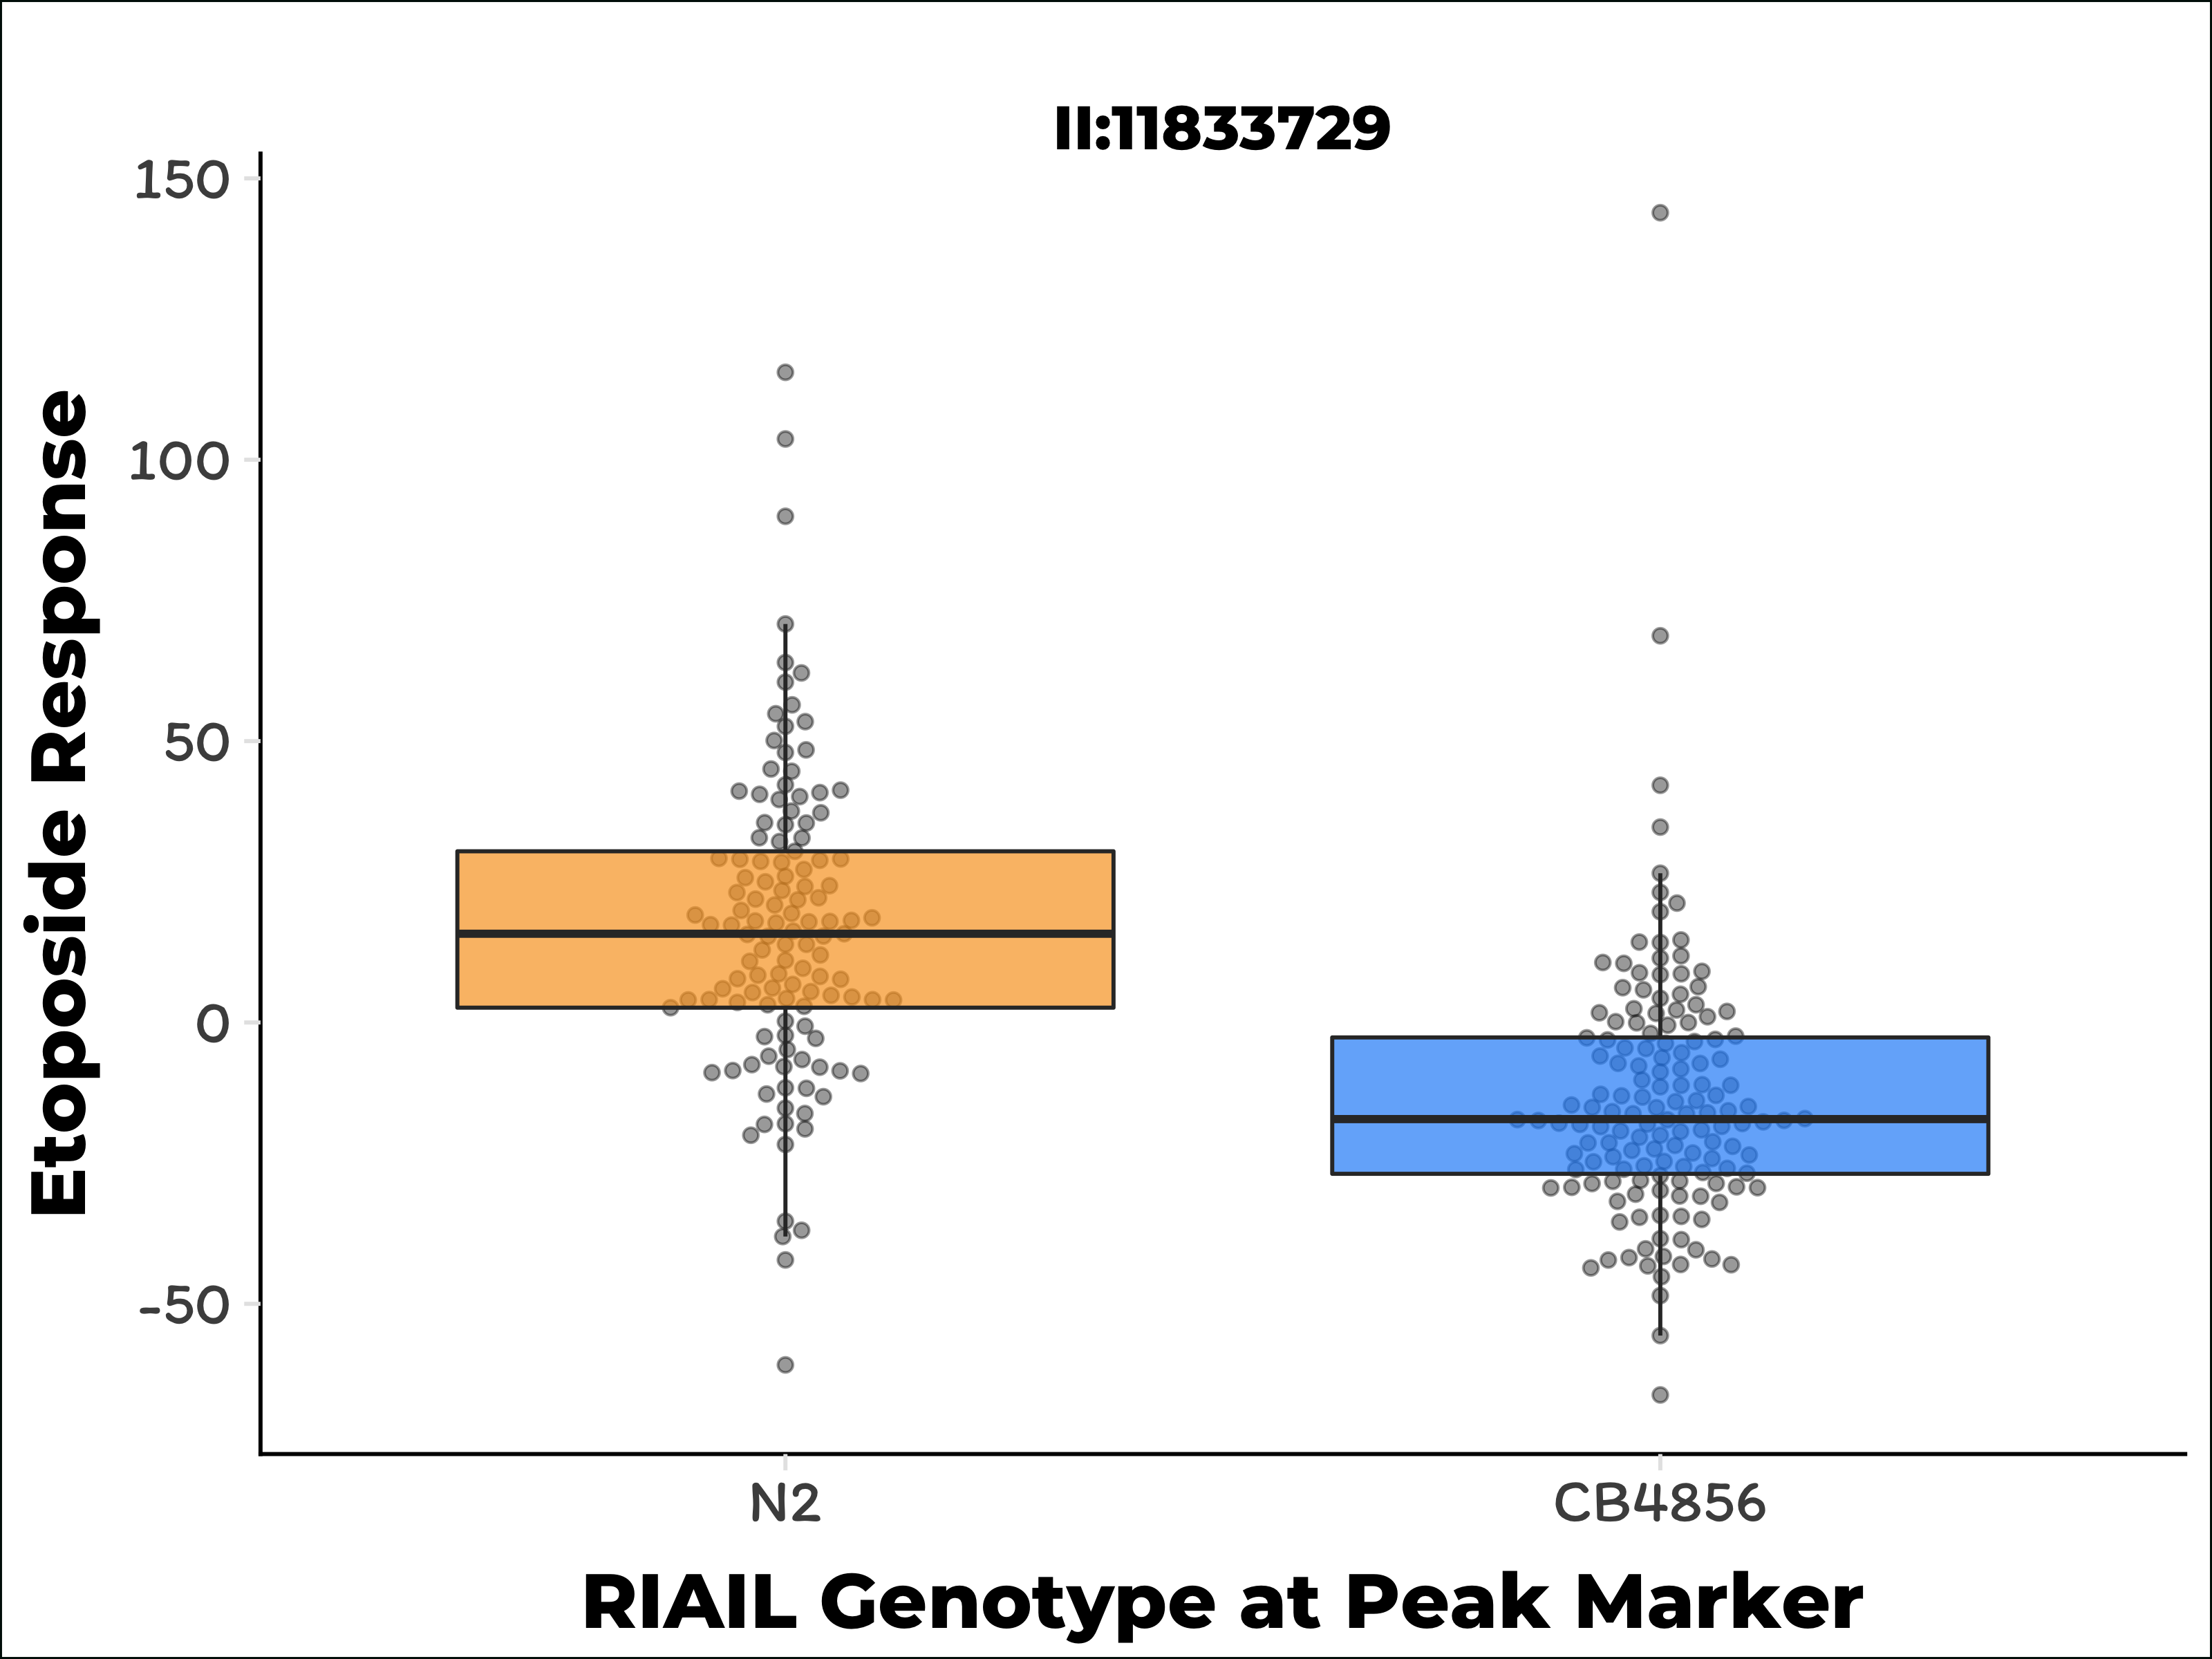 II:11833729
Etoposide Response
150
100
50
0
-50
N2
CB4856
RIAIL Genotype at Peak Marker